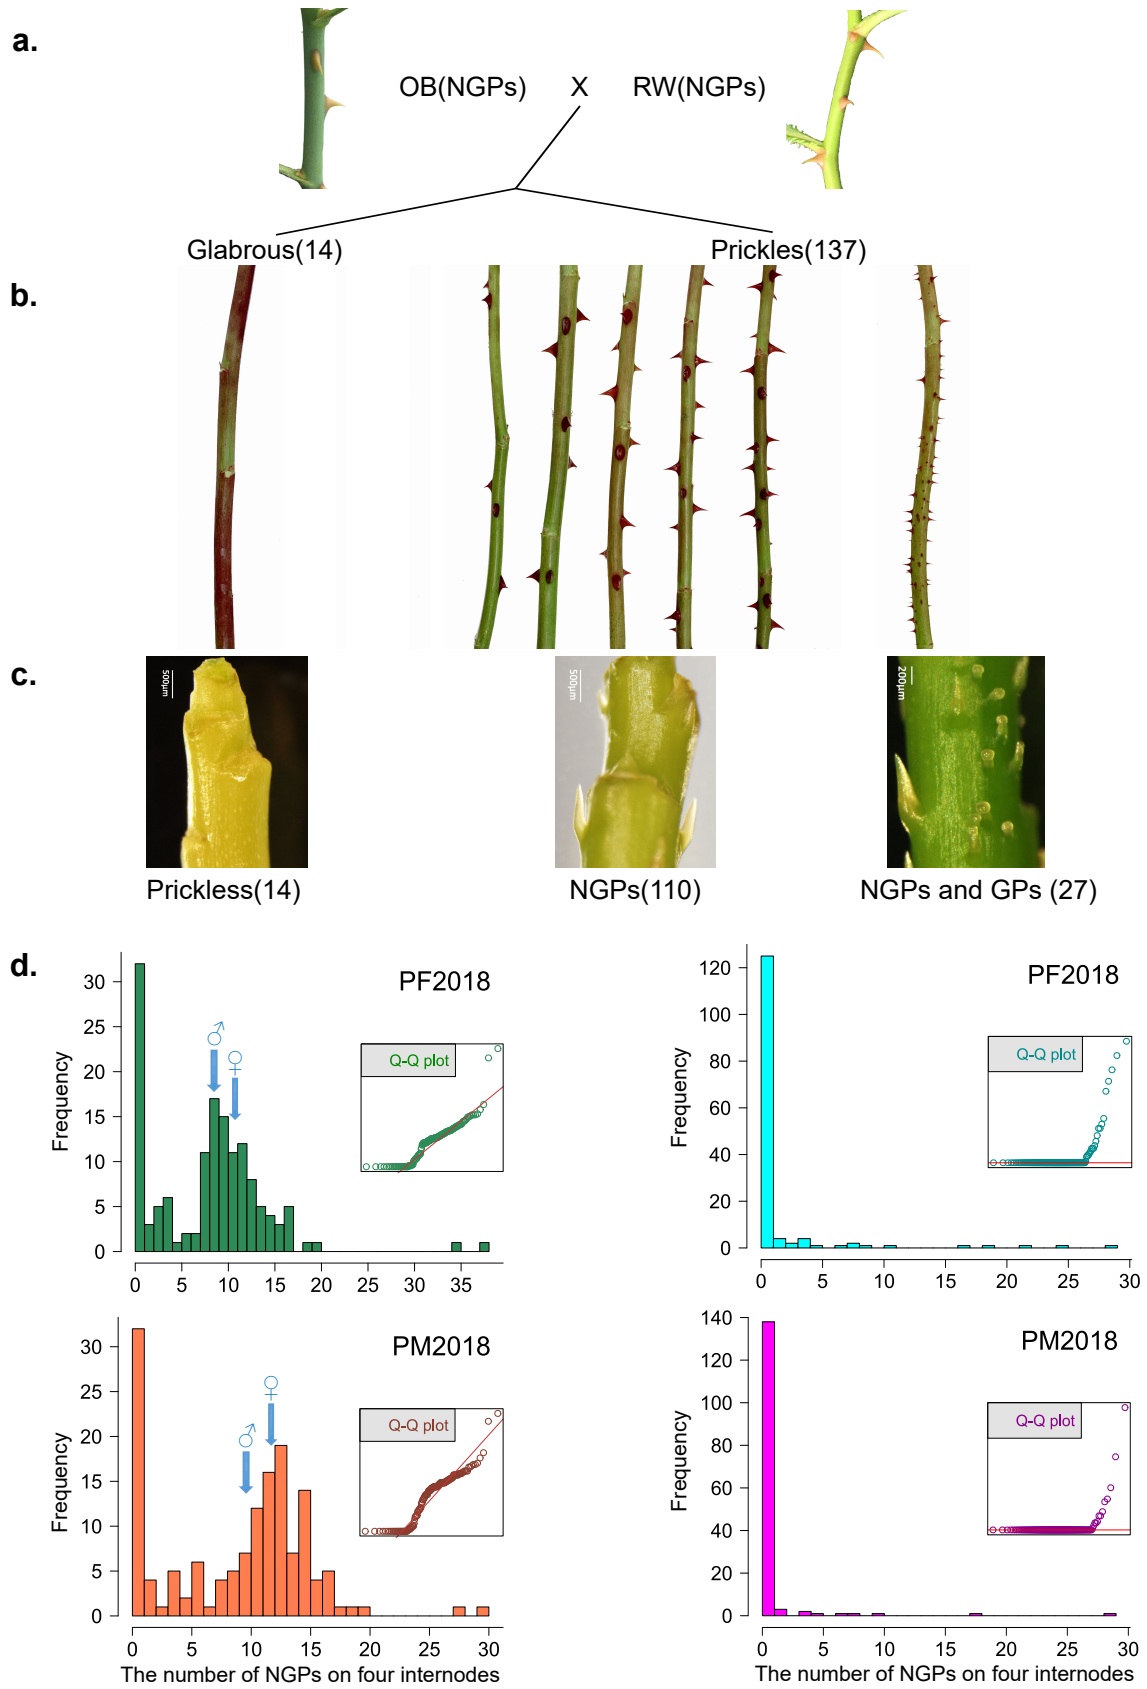 a.
OB(NGPs) X RW(NGPs)
Glabrous(14) Prickles(137)
b.
c.
500μm
500μm
200μm
Prickless(14) NGPs(110) NGPs and GPs (27)
d.
PF2018
♂
♀
Q-Q plot
Frequency
0 5 10 15 20 25 30
0 5 10 15 20 25 30 35
PF2018
Q-Q plot
Frequency
0 20 40 60 80 100 120
0 5 10 15 20 25 30
PM2018
♂
♀
Q-Q plot
Frequency
0 5 10 15 20 25 30
0 5 10 15 20 25 30
The number of NGPs on four internodes
PM2018
Q-Q plot
Frequency
0 20 40 60 80 100 120 140
0 5 10 15 20 25 30
The number of NGPs on four internodes